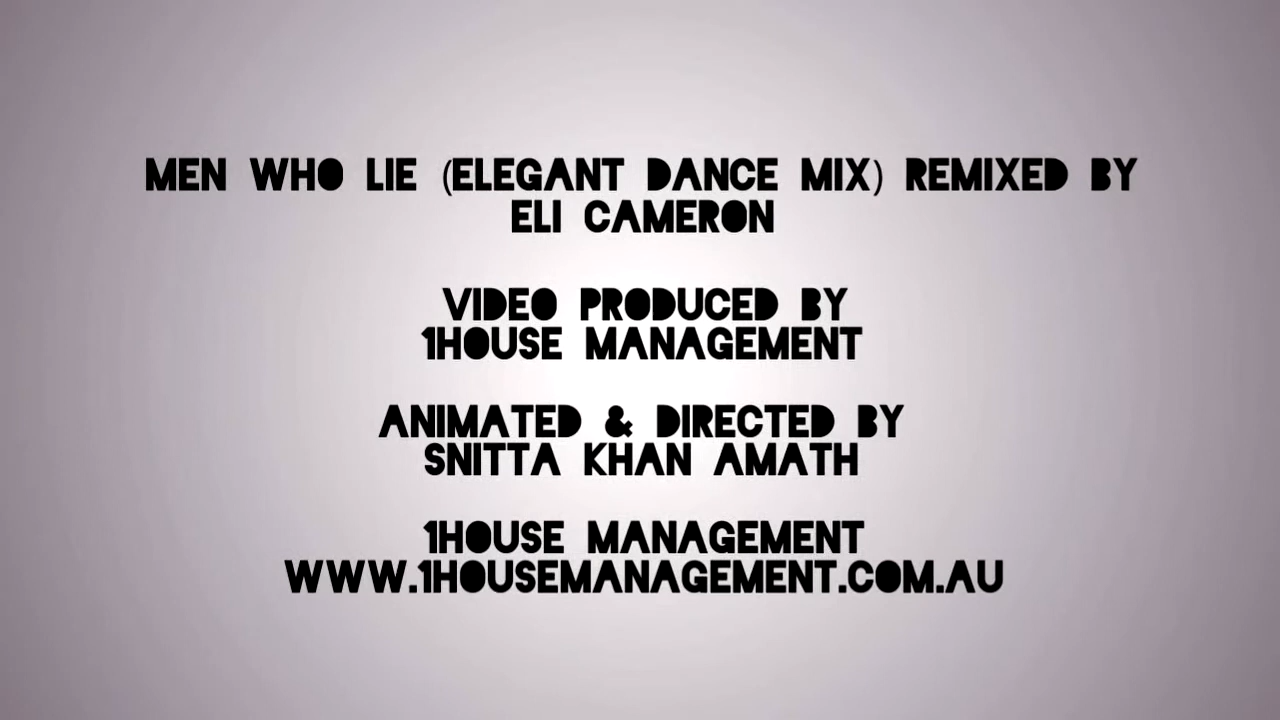 MEN WHO LIE (ELEGANT DANCE MIX) REMIXED BY
ELI CAMERON
VIDEO PRODUCED BY
1HOUSE MANAGEMENT
ANIMATED & DIRECTED BY
SNITTA KHAN AMATH
1HOUSE MANAGEMENT
WWW.1HOUSEMANAGEMENT.COM.AU